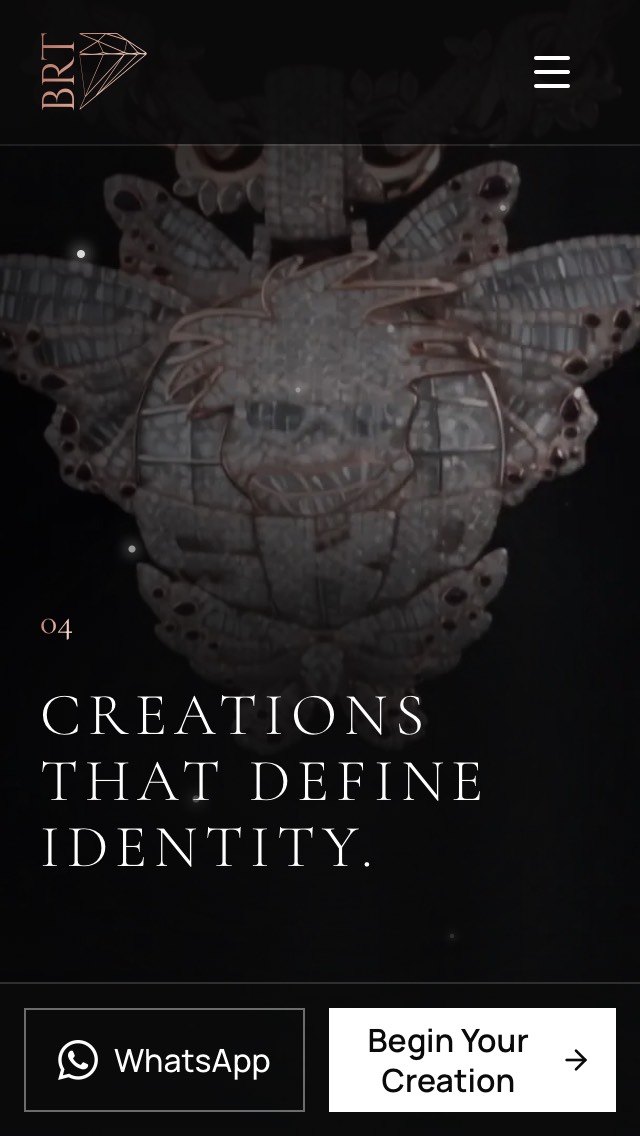 BRT
04
CREATIONS
THAT DEFINE
IDENTITY.
WhatsApp
Begin Your
Creation